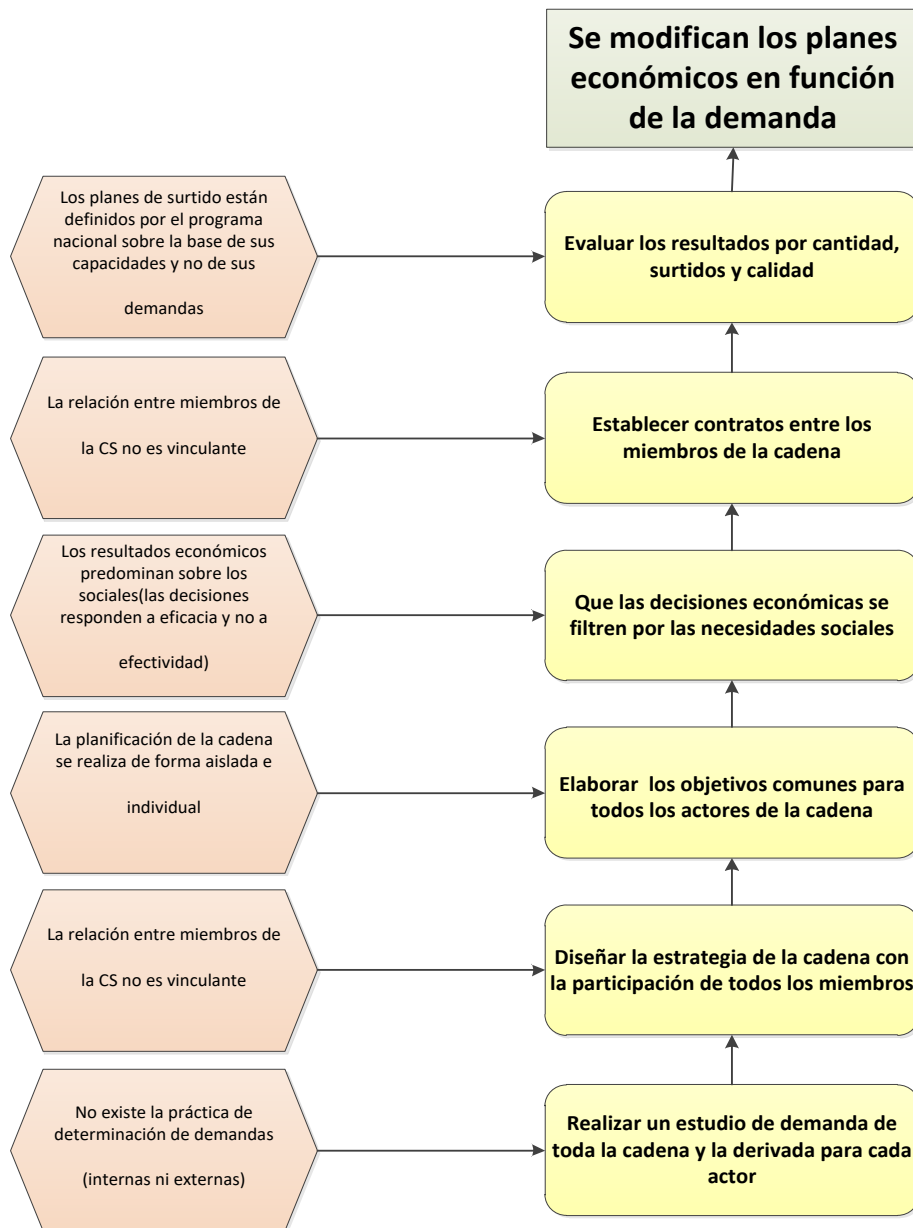 Se modifican los planes
económicos en función
de la demanda
Los planes de surtido están
definidos por el programa
nacional sobre la base de sus
capacidades y no de sus
demandas
Evaluar los resultados por cantidad,
surtidos y calidad
La relación entre miembros de
la CS no es vinculante
Establecer contratos entre los
miembros de la cadena
Los resultados económicos
predominan sobre los
sociales(las decisiones
responden a eficacia y no a
efectividad)
Que las decisiones económicas se
filtren por las necesidades sociales
La planificación de la cadena
se realiza de forma aislada e
individual
Elaborar  los objetivos comunes para
todos los actores de la cadena
La relación entre miembros de
la CS no es vinculante
Diseñar la estrategia de la cadena con
la participación de todos los miembros
No existe la práctica de
determinación de demandas
(internas ni externas)
Realizar un estudio de demanda de
toda la cadena y la derivada para cada
actor